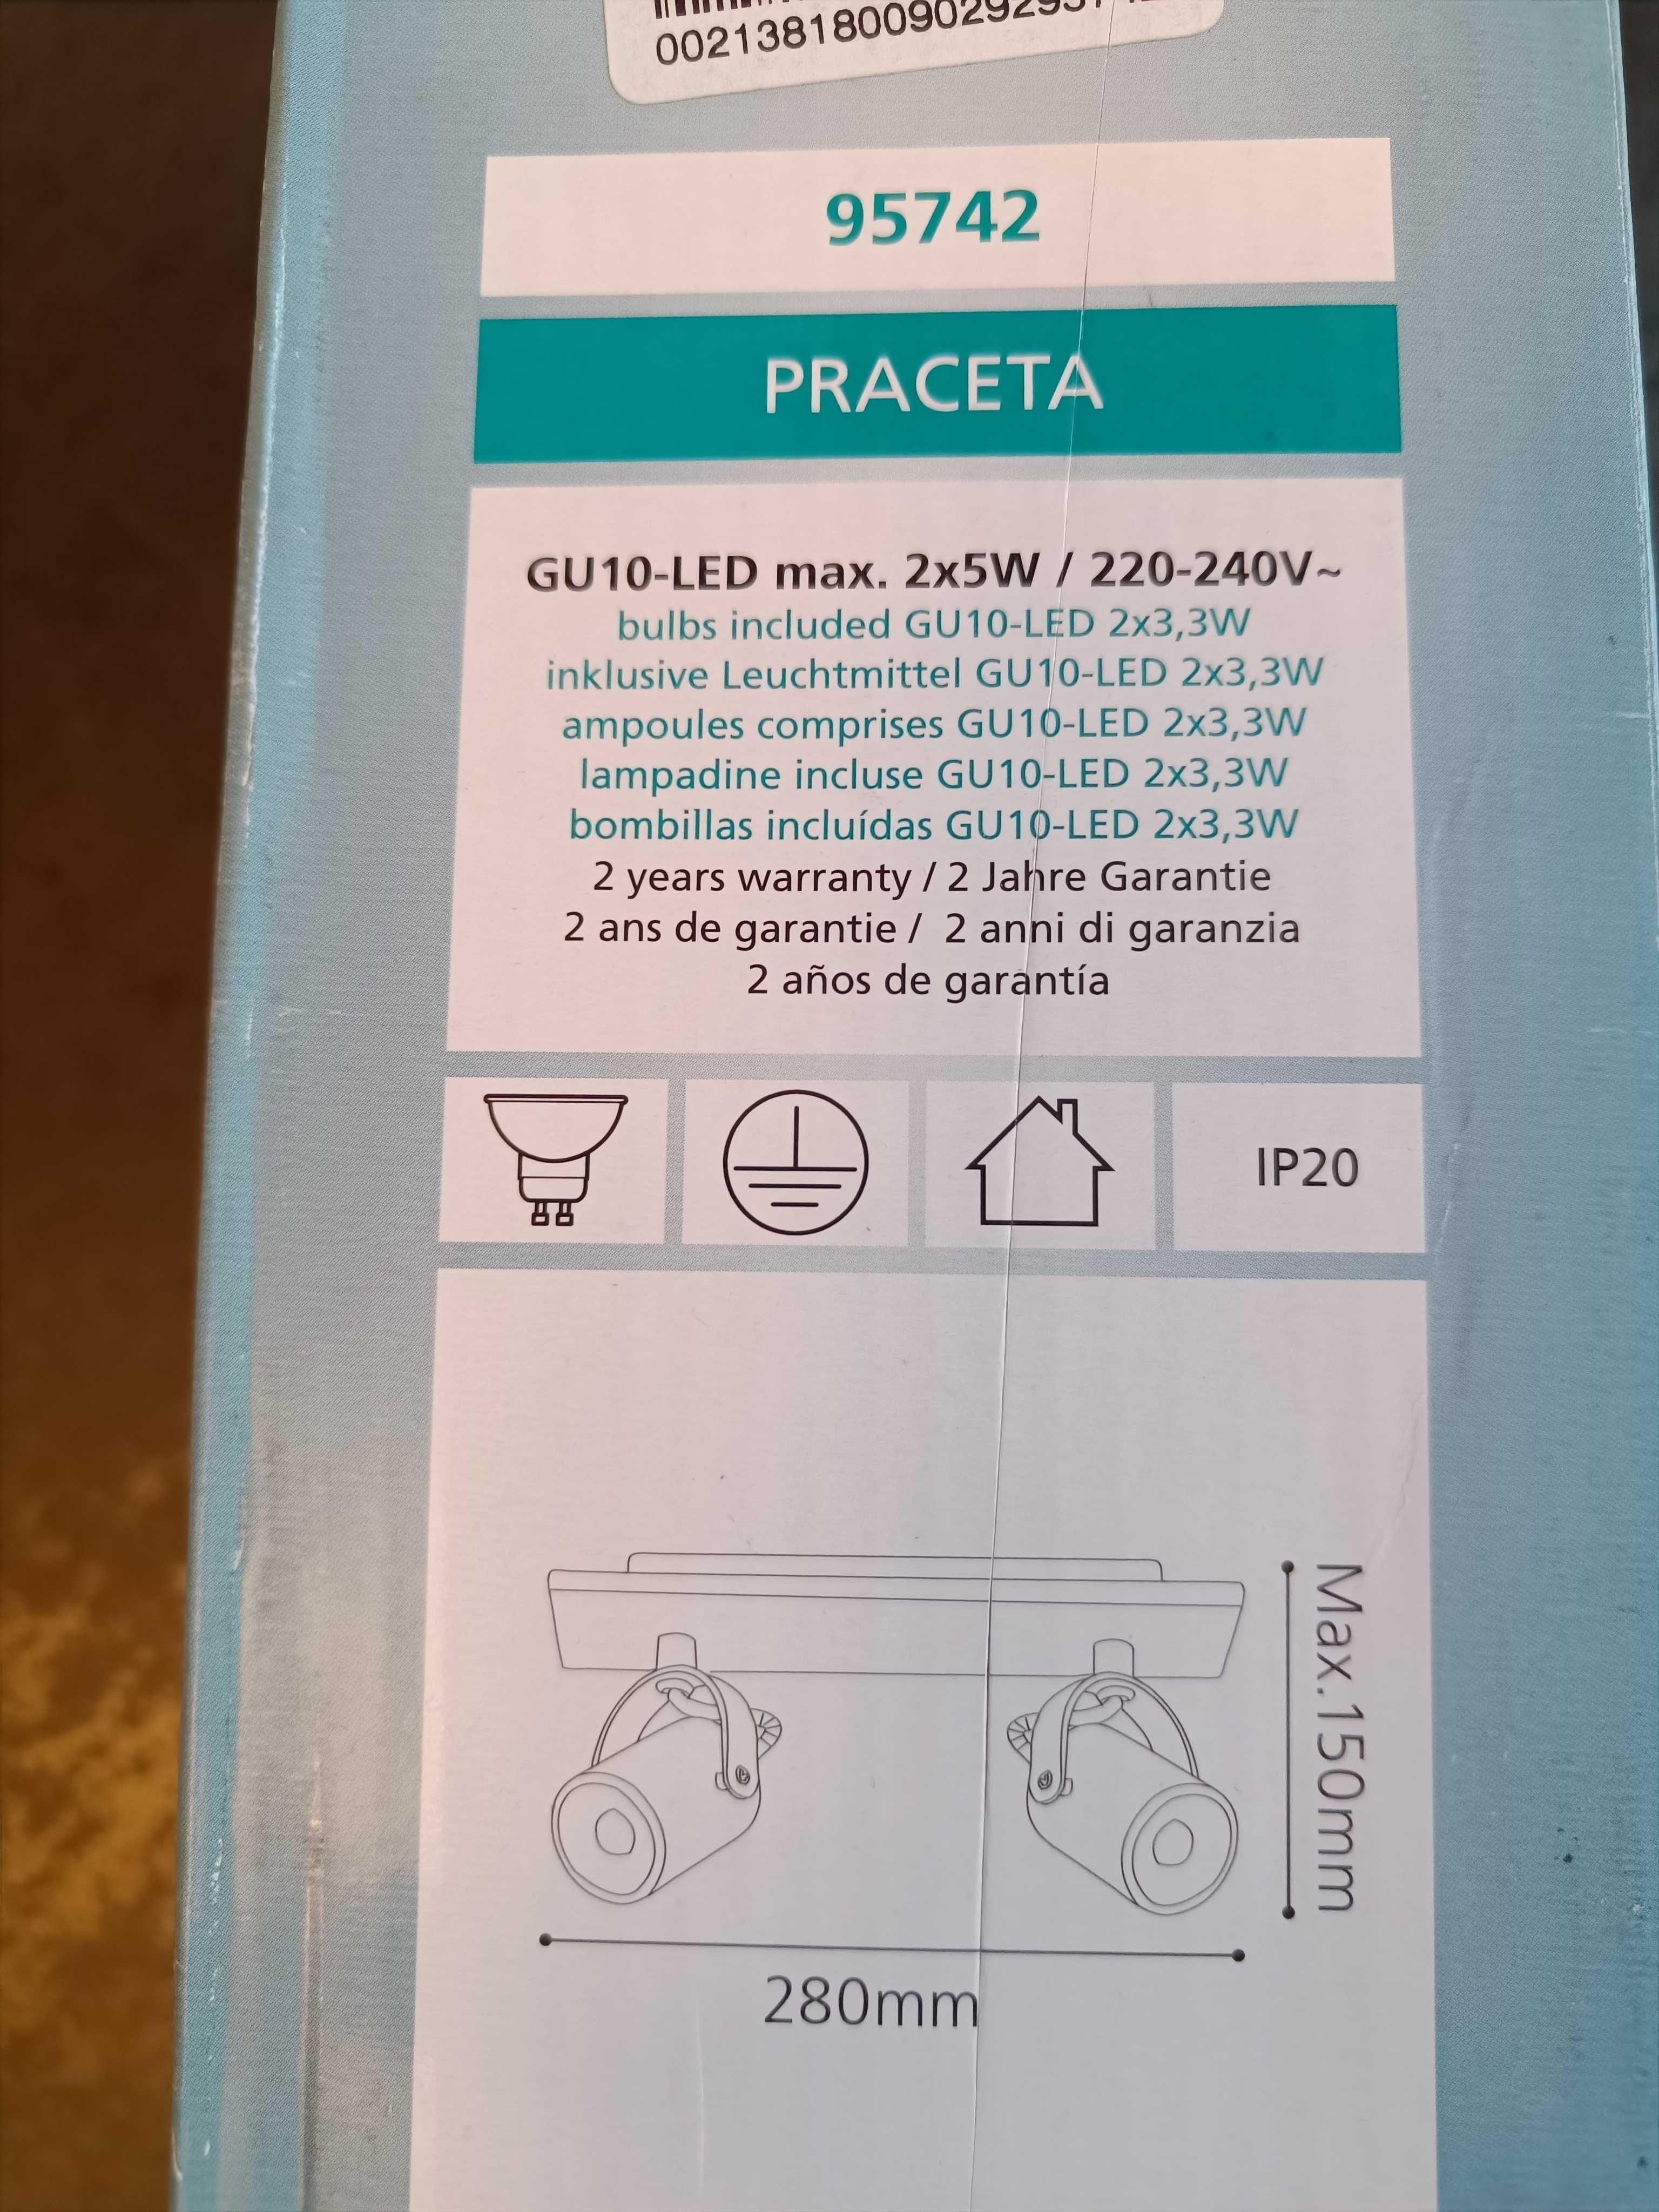 95742
PRACETA
GU10-LED max. 2x5W / 220-240V~
bulbs included GU10-LED 2x3,3W
inklusive Leuchtmittel GU10-LED 2x3,3W
ampoules comprises GU10-LED 2x3,3W
lampadine incluse GU10-LED 2x3,3W
bombillas incluídas GU10-LED 2x3,3W
2 years warranty / 2 Jahre Garantie
2 ans de garantie / 2 anni di garanzia
2 años de garantía
IP20
Max.150mm
280mm